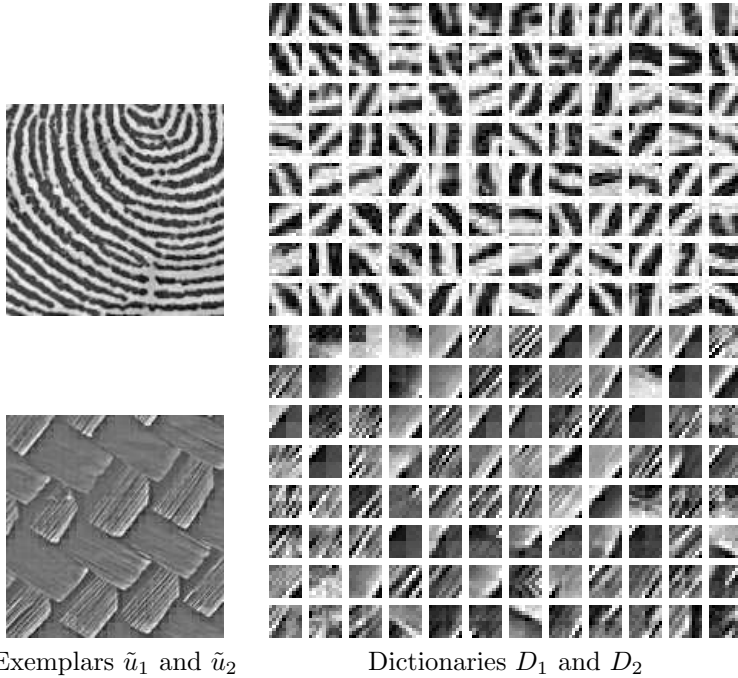 Exemplars ũ₁ and ũ₂
Dictionaries D₁ and D₂